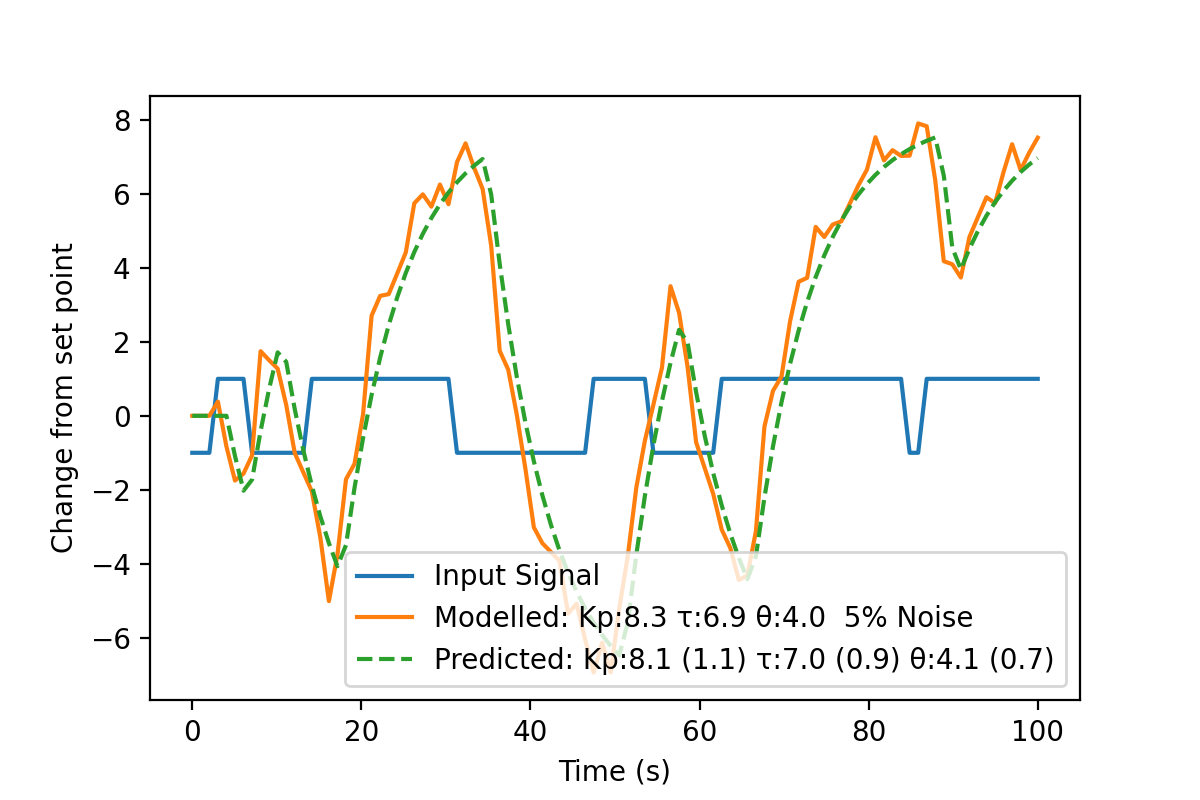 8
6
4
2
0
−2
−4
−6
Change from set point
Input Signal
Modelled: Kp:8.3 τ:6.9 θ:4.0  5% Noise
Predicted: Kp:8.1 (1.1) τ:7.0 (0.9) θ:4.1 (0.7)
0 20 40 60 80 100
Time (s)